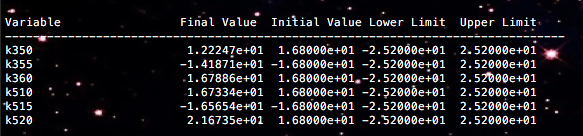 Variable Final Value Initial Value Lower Limit Upper Limit
--------------------------------------------------------------------------------
k350 1.22247e+01 1.68000e+01 -2.52000e+01 2.52000e+01
k355 -1.41871e+01 -1.68000e+01 -2.52000e+01 2.52000e+01
k360 1.67886e+01 1.68000e+01 -2.52000e+01 2.52000e+01
k510 1.67334e+01 1.68000e+01 -2.52000e+01 2.52000e+01
k515 -1.65654e+01 -1.68000e+01 -2.52000e+01 2.52000e+01
k520 2.16735e+01 1.68000e+01 -2.52000e+01 2.52000e+01